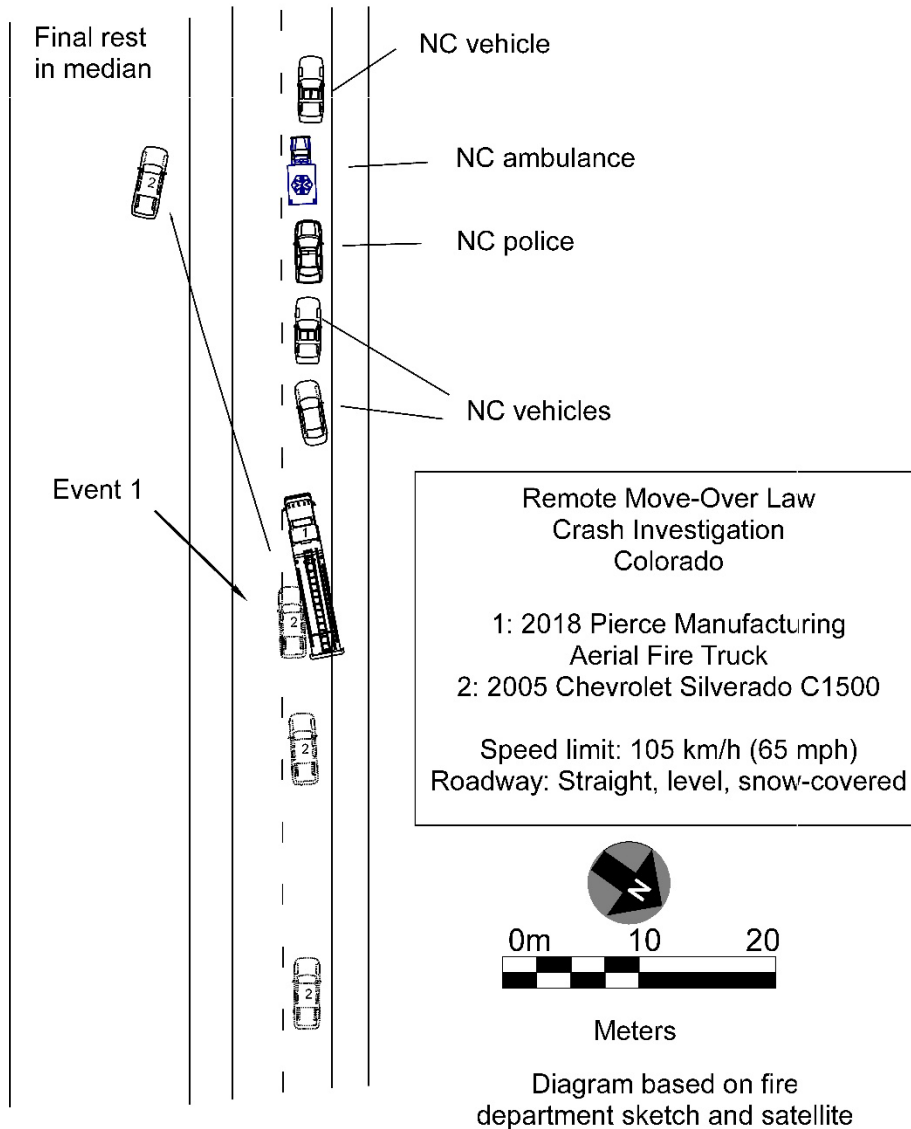 Final rest
in median
NC vehicle
2
NC ambulance
NC police
NC vehicles
Event 1
1
2
2
2
Remote Move-Over Law
Crash Investigation
Colorado
1: 2018 Pierce Manufacturing
Aerial Fire Truck
2: 2005 Chevrolet Silverado C1500
Speed limit: 105 km/h (65 mph)
Roadway: Straight, level, snow-covered
N
0m 10 20
Meters
Diagram based on fire
department sketch and satellite